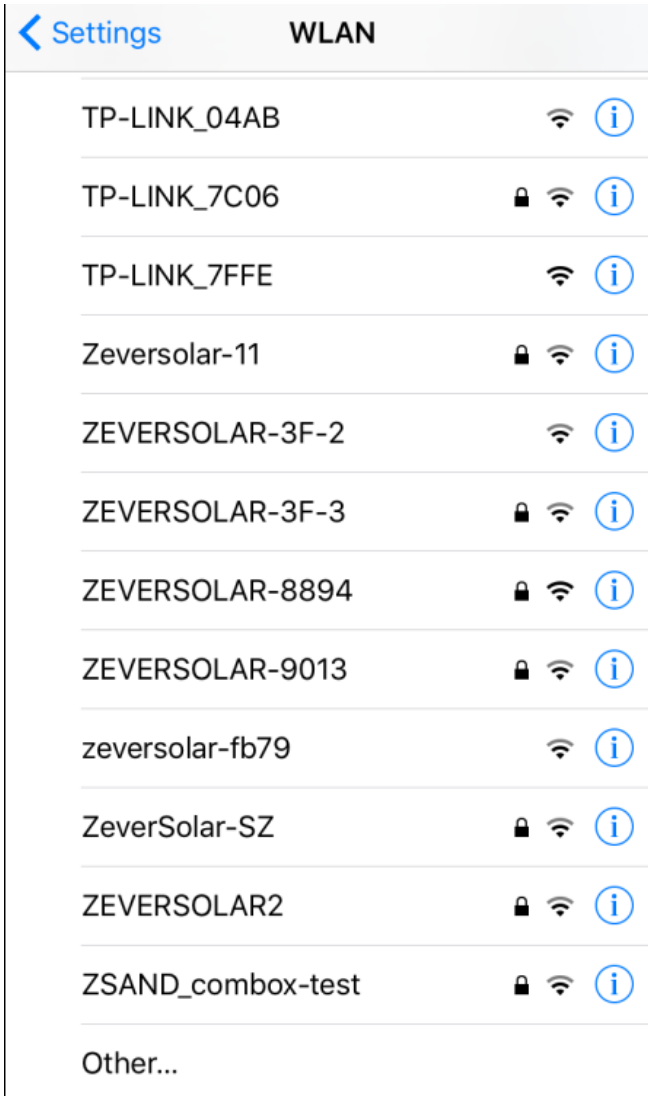 Settings WLAN
TP-LINK_04AB
TP-LINK_7C06
TP-LINK_7FFE
Zeversolar-11
ZEVERSOLAR-3F-2
ZEVERSOLAR-3F-3
ZEVERSOLAR-8894
ZEVERSOLAR-9013
zeversolar-fb79
ZeverSolar-SZ
ZEVERSOLAR2
ZSAND_combox-test
Other...